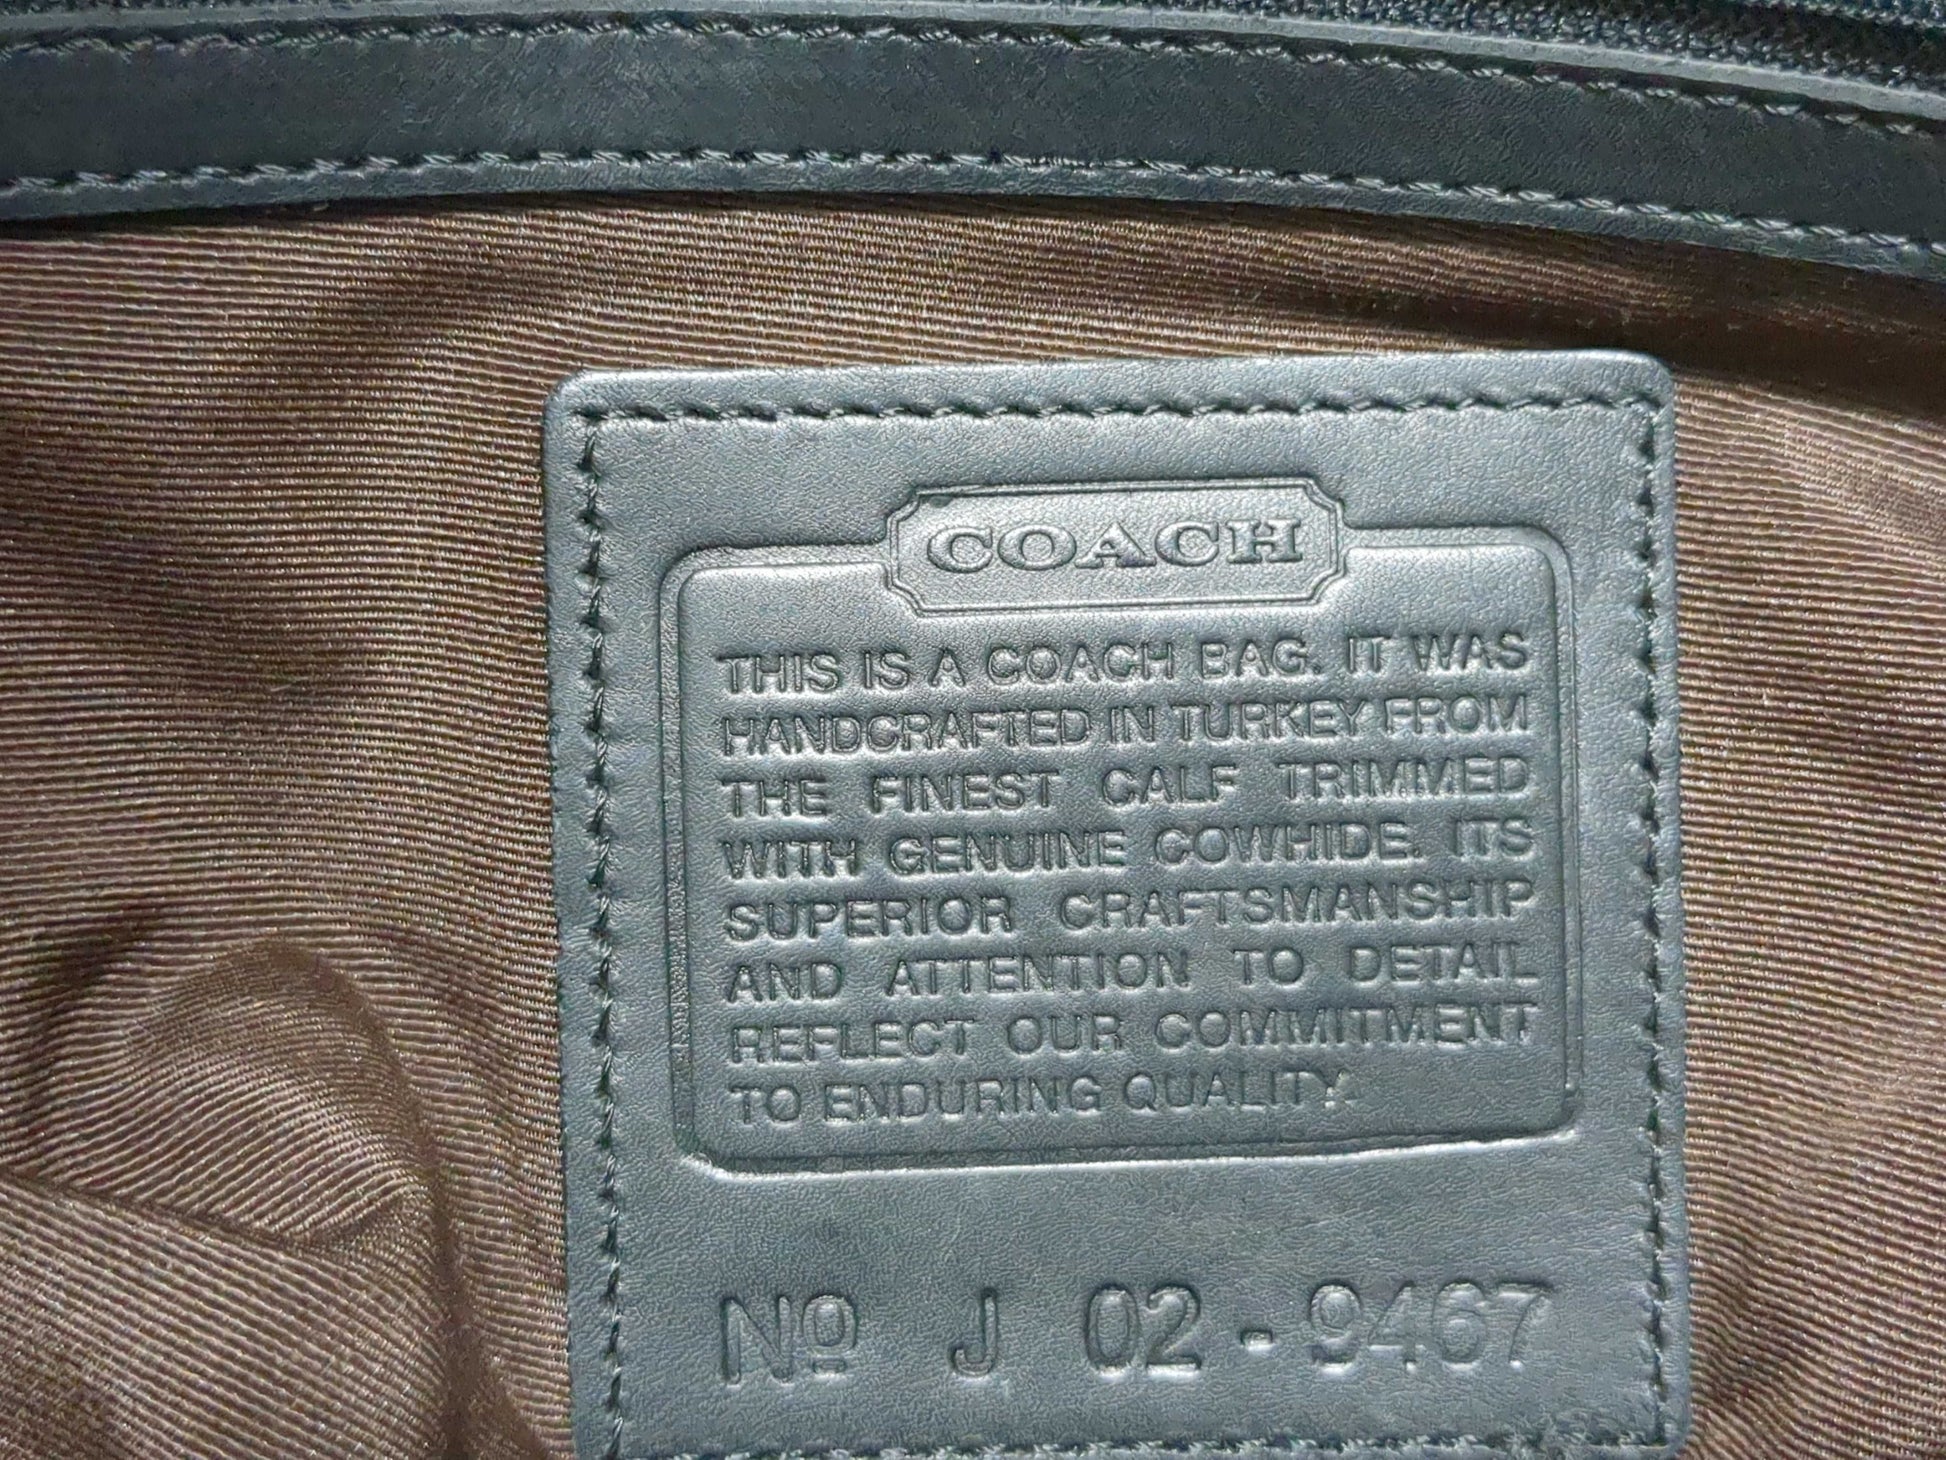 COACH
THIS IS A COACH BAG. IT WAS
HANDCRAFTED IN TURKEY FROM
THE FINEST CALF TRIMMED
WITH GENUINE COWHIDE. ITS
SUPERIOR CRAFTSMANSHIP
AND ATTENTION TO DETAIL
REFLECT OUR COMMITMENT
TO ENDURING QUALITY.
Nº J 02 - 9467